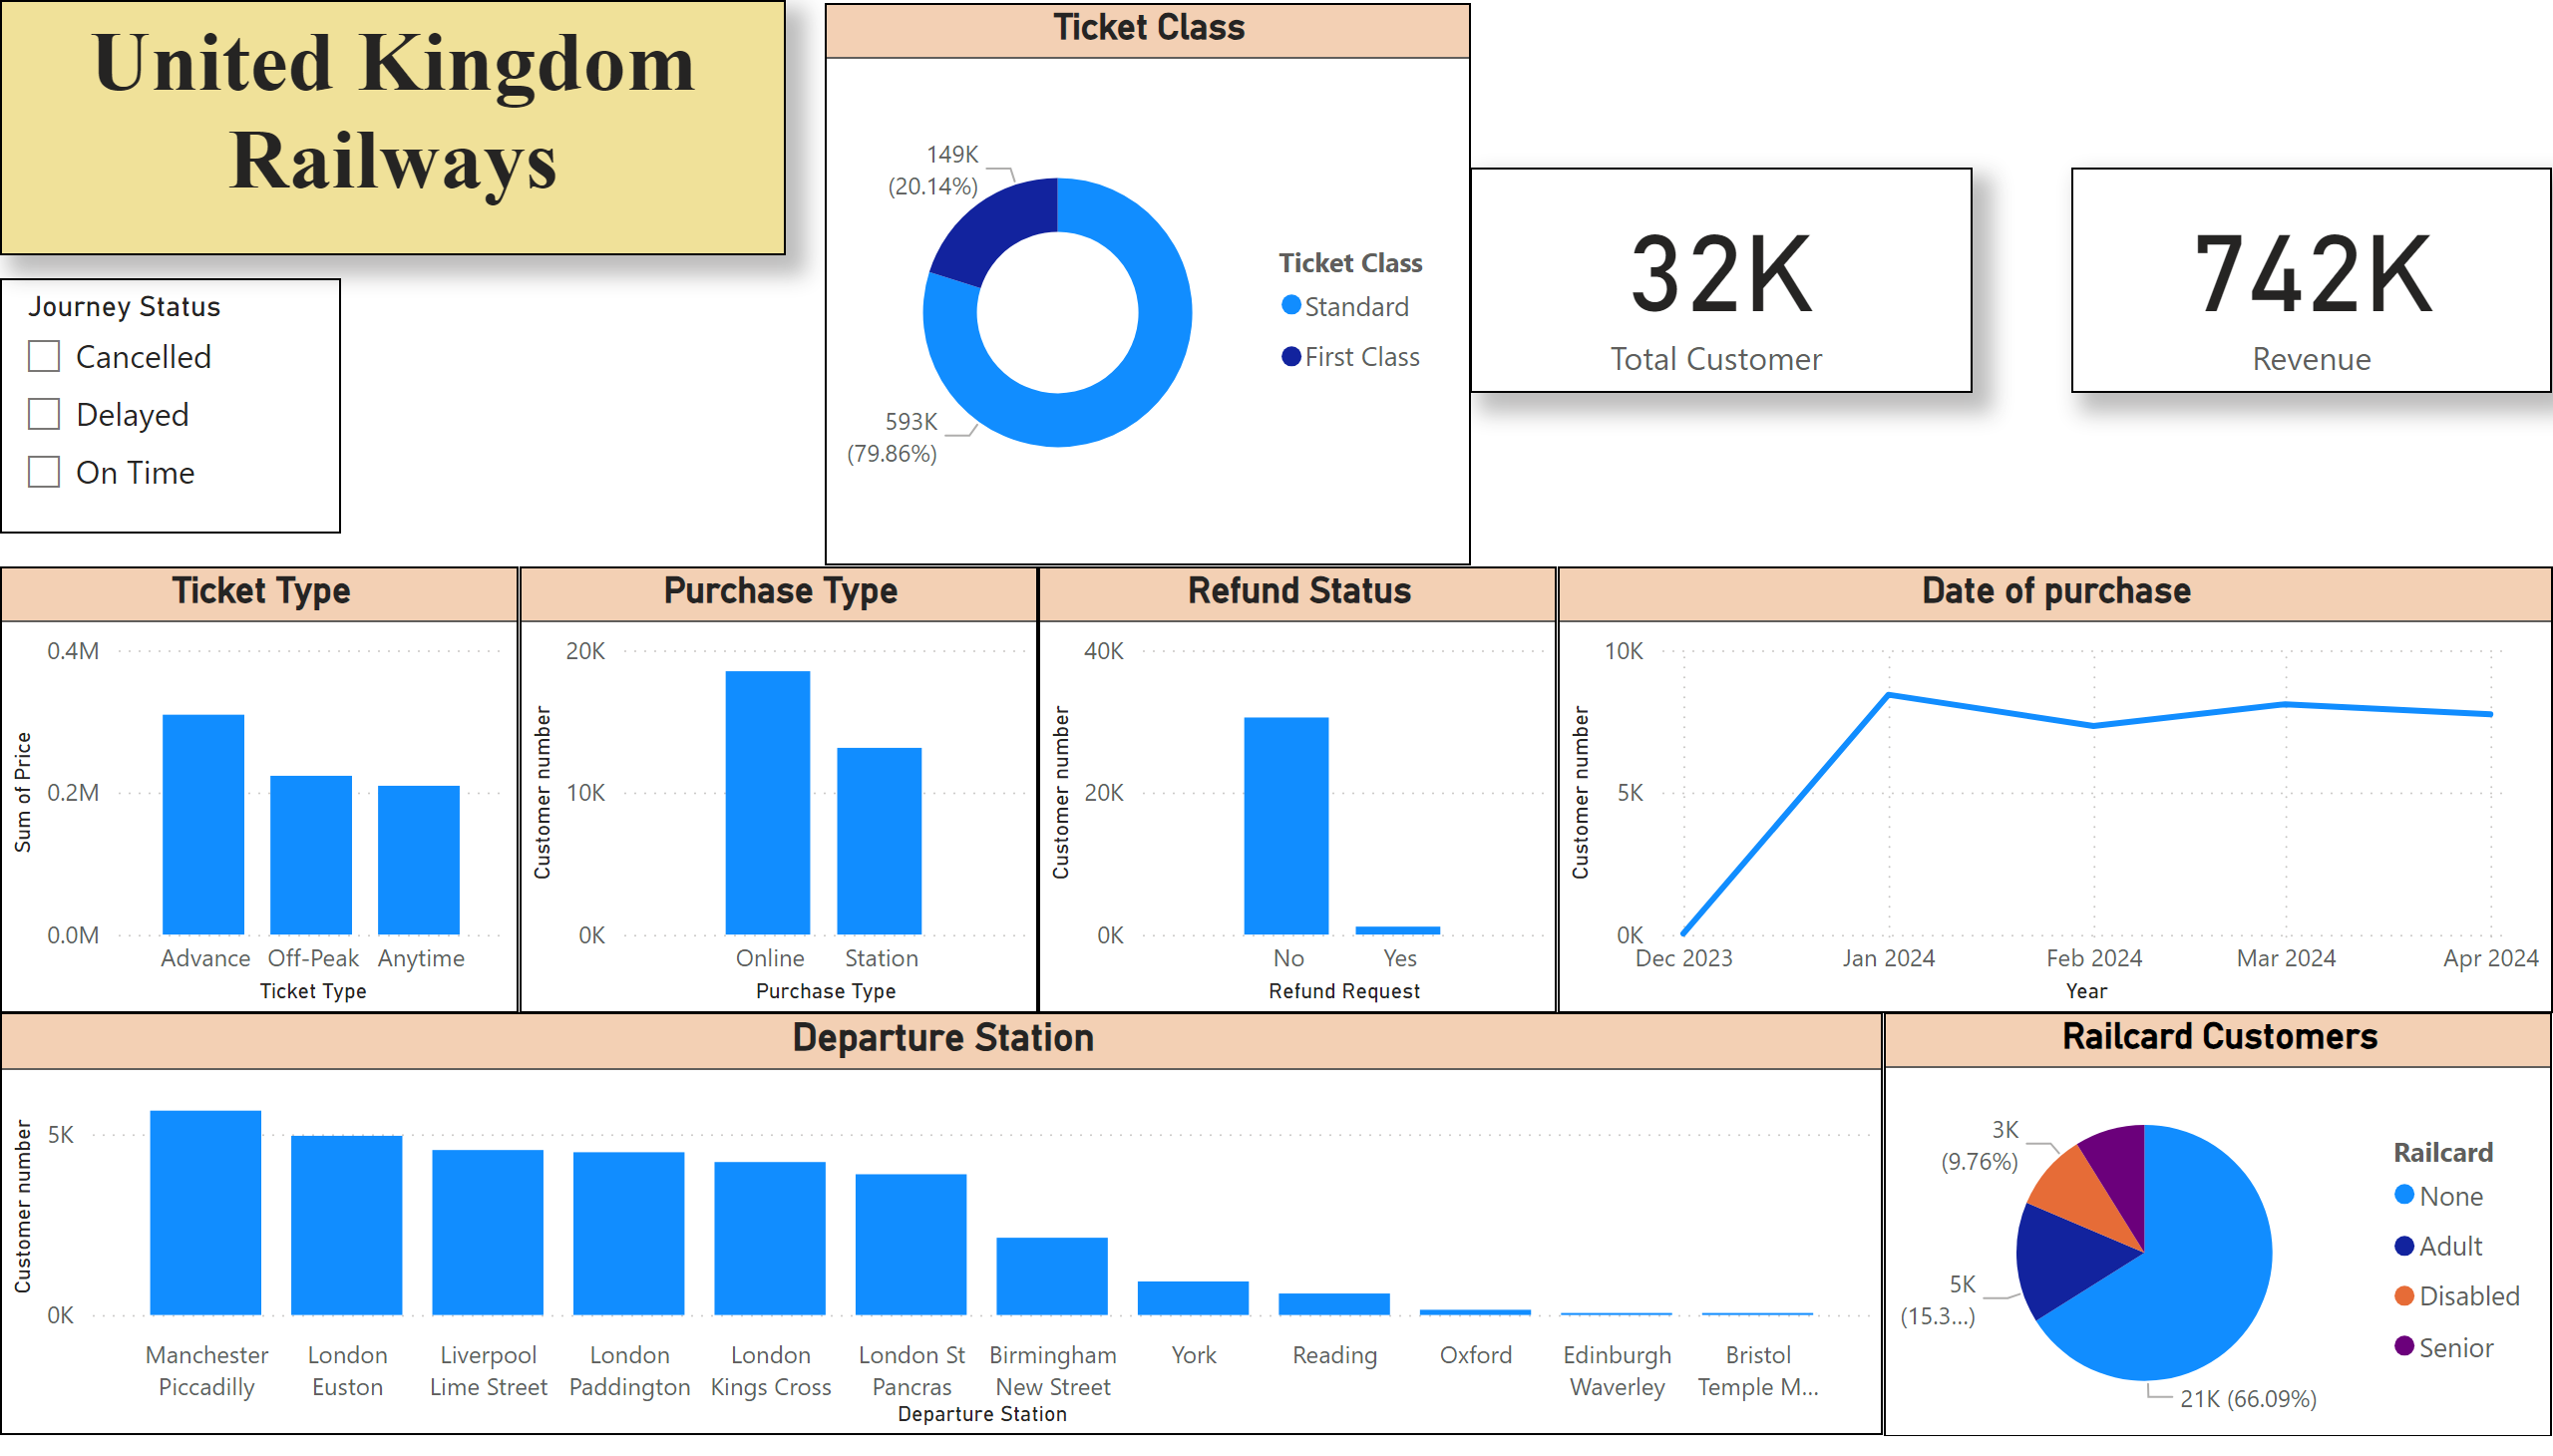 United Kingdom
Railways
Journey Status
Cancelled
Delayed
On Time
Ticket Class
149K
(20.14%)
593K
(79.86%)
Ticket Class
Standard
First Class
32K
Total Customer
742K
Revenue
Ticket Type
Sum of Price
0.4M
0.2M
0.0M
Advance Off-Peak Anytime
Ticket Type
Purchase Type
Customer number
20K
10K
0K
Online Station
Purchase Type
Refund Status
Customer number
40K
20K
0K
No Yes
Refund Request
Date of purchase
Customer number
10K
5K
0K
Dec 2023 Jan 2024 Feb 2024 Mar 2024 Apr 2024
Year
Departure Station
Customer number
5K
0K
Manchester
Piccadilly
London
Euston
Liverpool
Lime Street
London
Paddington
London
Kings Cross
London St
Pancras
Birmingham
New Street
York
Reading
Oxford
Edinburgh
Waverley
Bristol
Temple M...
Departure Station
Railcard Customers
3K
(9.76%)
5K
(15.3...)
21K (66.09%)
Railcard
None
Adult
Disabled
Senior